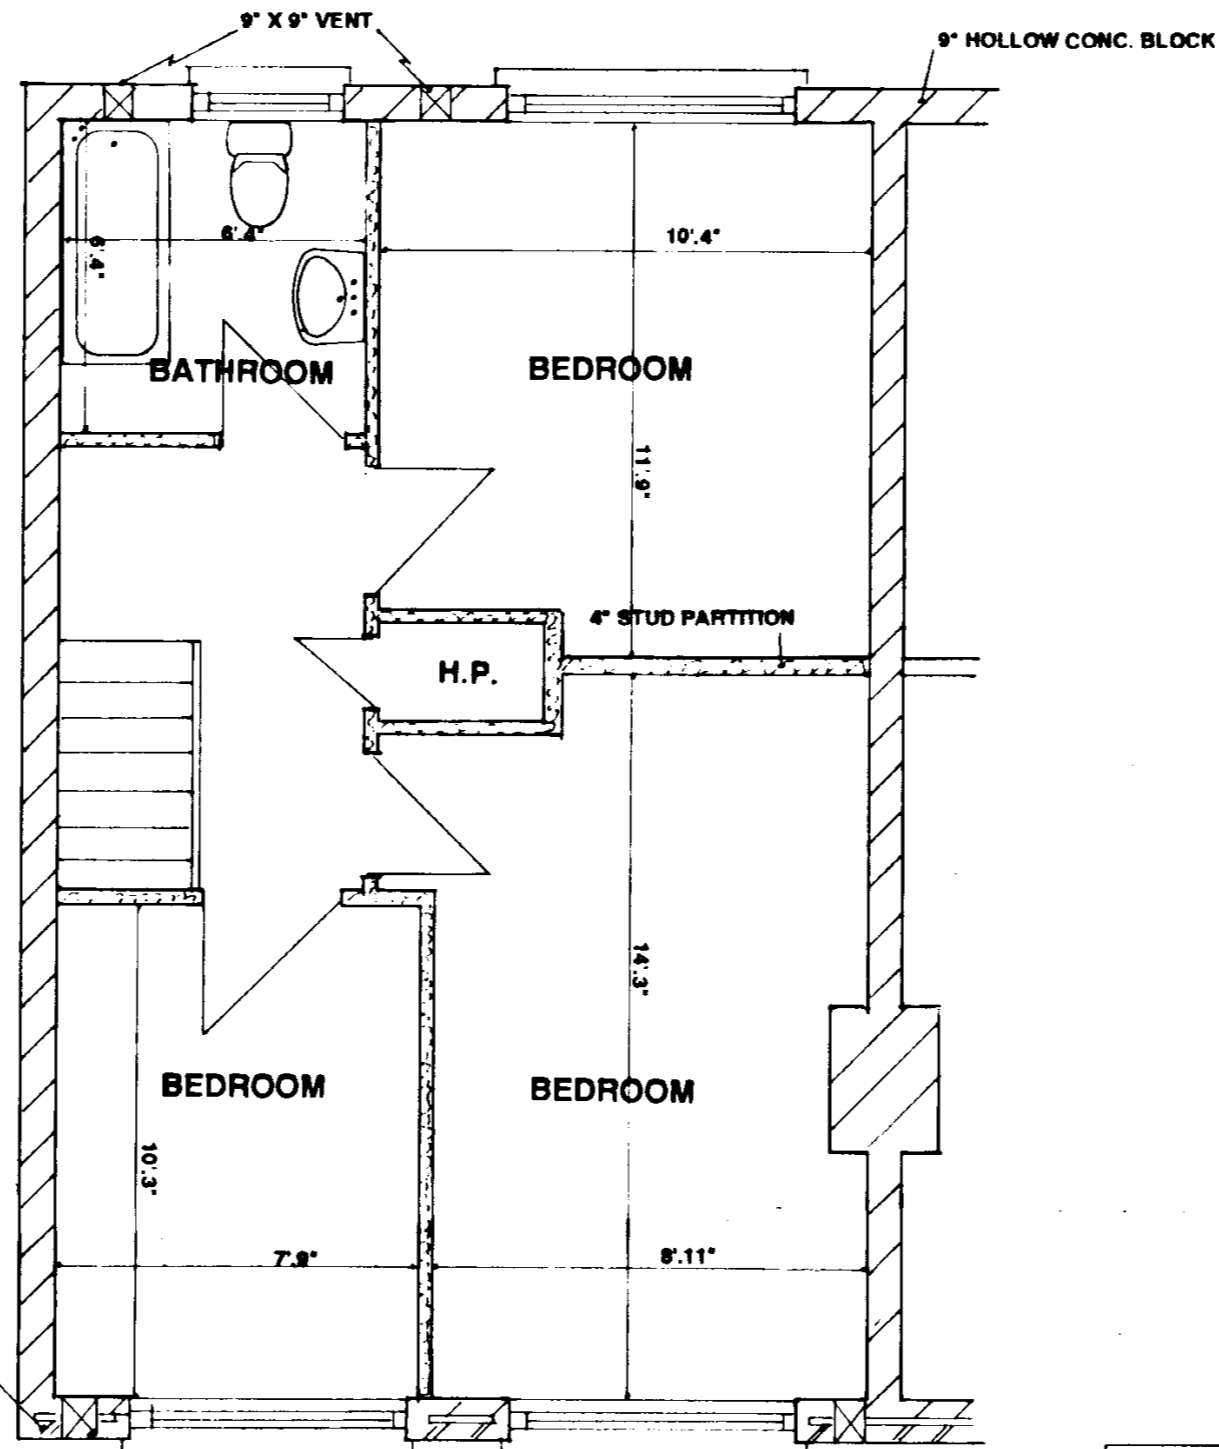 9" X 9" VENT
9" HOLLOW CONC. BLOCK
6'.4"
6'.4"
10'.4"
BATHROOM
BEDROOM
11'.9"
4" STUD PARTITION
H.P.
14'.3"
BEDROOM
BEDROOM
10'.3"
7'.9"
8'.11"